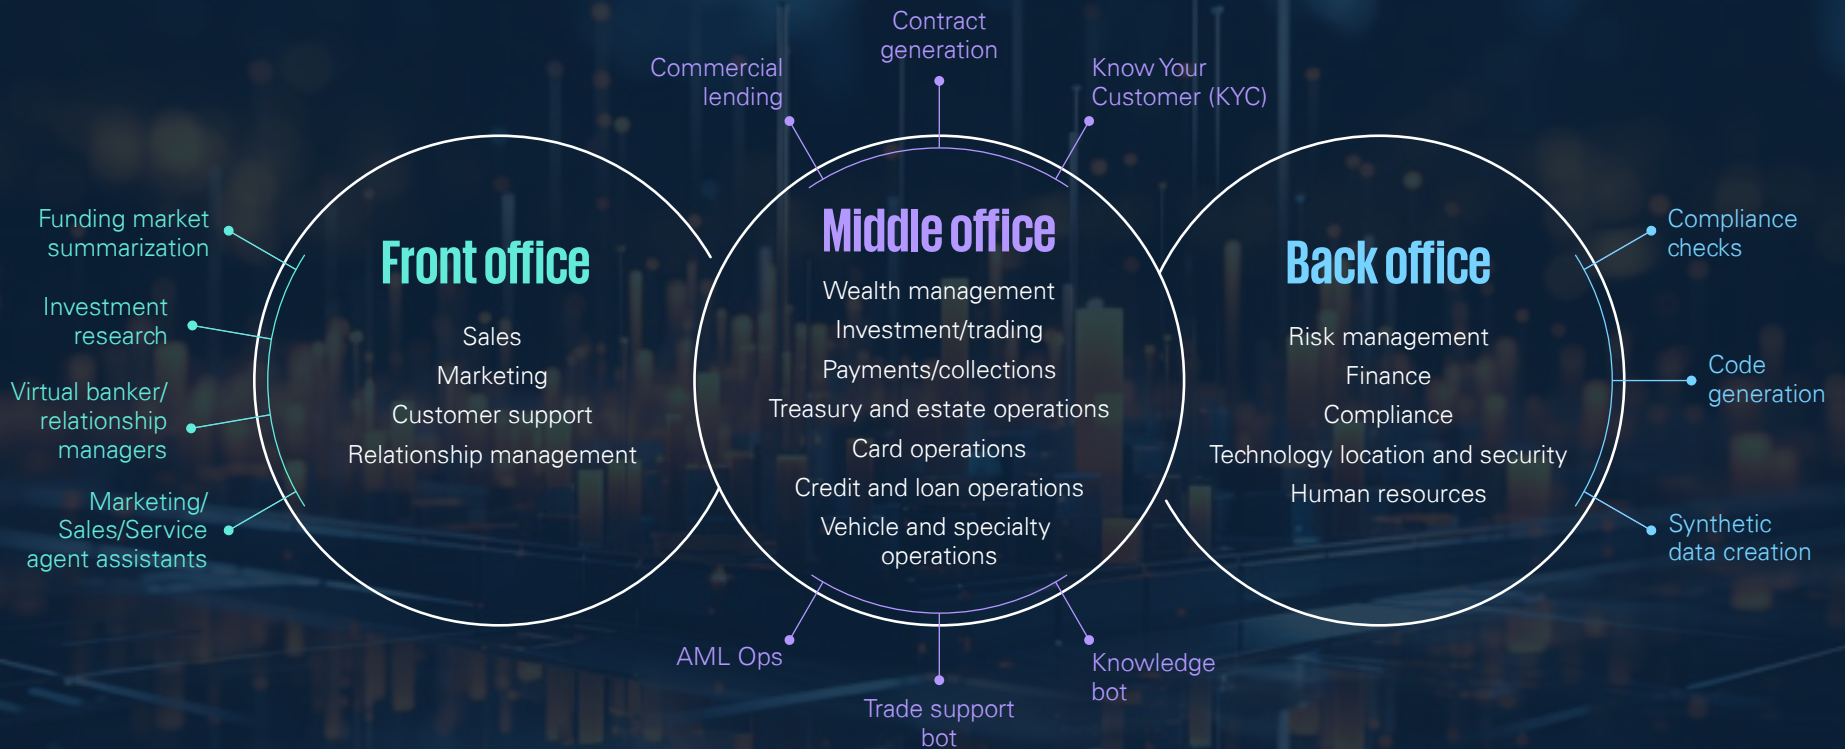 Funding market
summarization
Investment
research
Virtual banker/
relationship
managers
Marketing/
Sales/Service
agent assistants
Front office
Sales
Marketing
Customer support
Relationship management
Commercial
lending
Contract
generation
Know Your
Customer (KYC)
Middle office
Wealth management
Investment/trading
Payments/collections
Treasury and estate operations
Card operations
Credit and loan operations
Vehicle and specialty
operations
AML Ops
Trade support
bot
Knowledge
bot
Back office
Risk management
Finance
Compliance
Technology location and security
Human resources
Compliance
checks
Code
generation
Synthetic
data creation